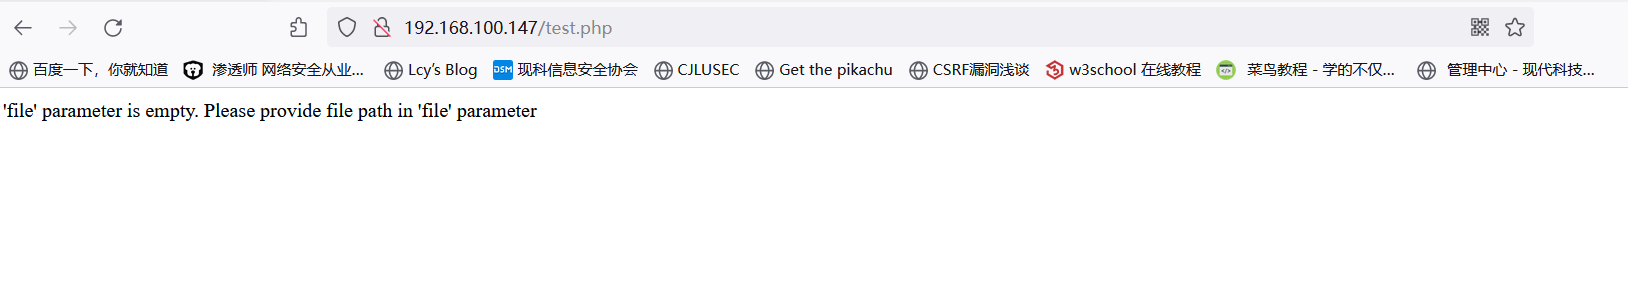 192.168.100.147/test.php
百度一下，你就知道 渗透师 网络安全从业... Lcy's Blog DSM 现科信息安全协会 CJLUSEC Get the pikachu CSRF漏洞浅谈 w3school 在线教程 菜鸟教程 - 学的不仅... 管理中心 - 现代科技...
'file' parameter is empty. Please provide file path in 'file' parameter